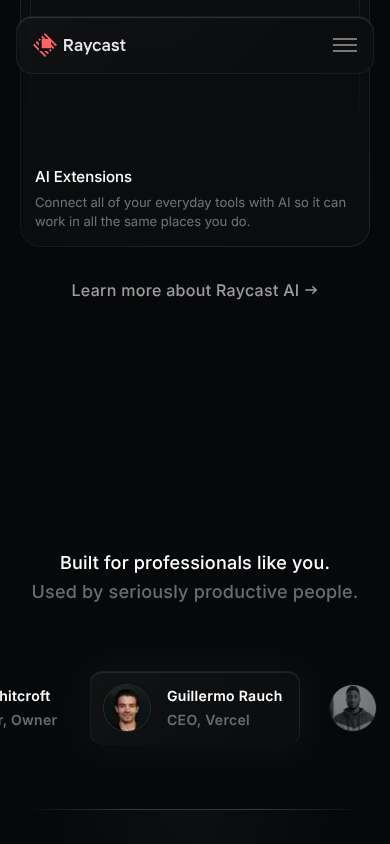 Raycast
AI Extensions
Connect all of your everyday tools with AI so it can
work in all the same places you do.
Learn more about Raycast AI →
Built for professionals like you.
Used by seriously productive people.
hitcroft
r, Owner
Guillermo Rauch
CEO, Vercel